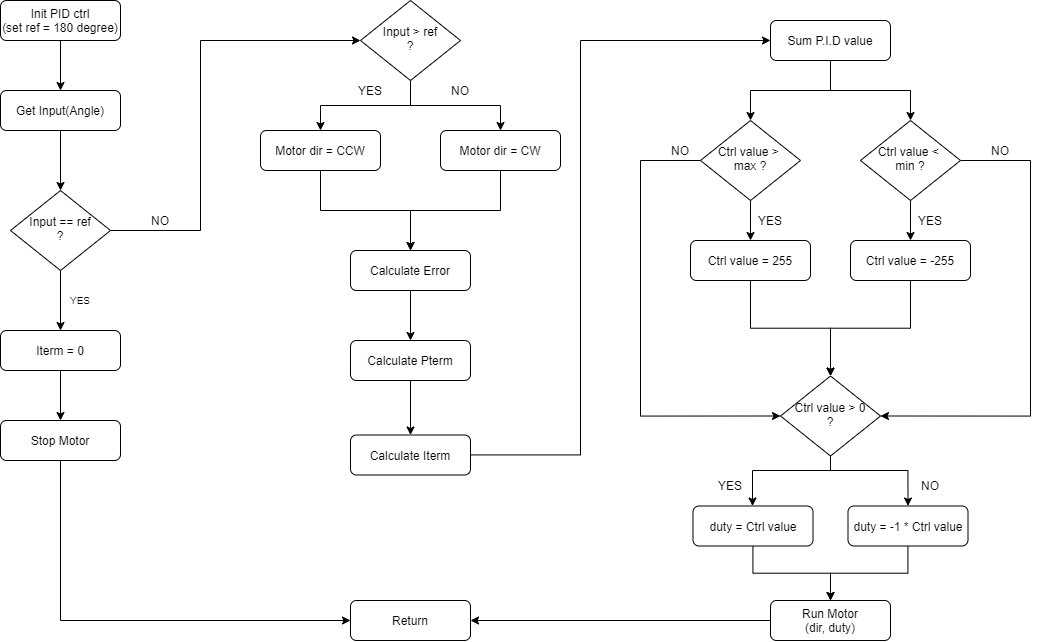 Init PID ctrl
(set ref = 180 degree)
Get Input(Angle)
Input == ref
?
NO
YES
Iterm = 0
Stop Motor
Input > ref
?
YES
NO
Motor dir = CCW
Motor dir = CW
Calculate Error
Calculate Pterm
Calculate Iterm
Sum P.I.D value
Ctrl value >
max ?
NO
YES
Ctrl value <
min ?
NO
YES
Ctrl value = 255
Ctrl value = -255
Ctrl value > 0
?
YES
NO
duty = Ctrl value
duty = -1 * Ctrl value
Run Motor
(dir, duty)
Return